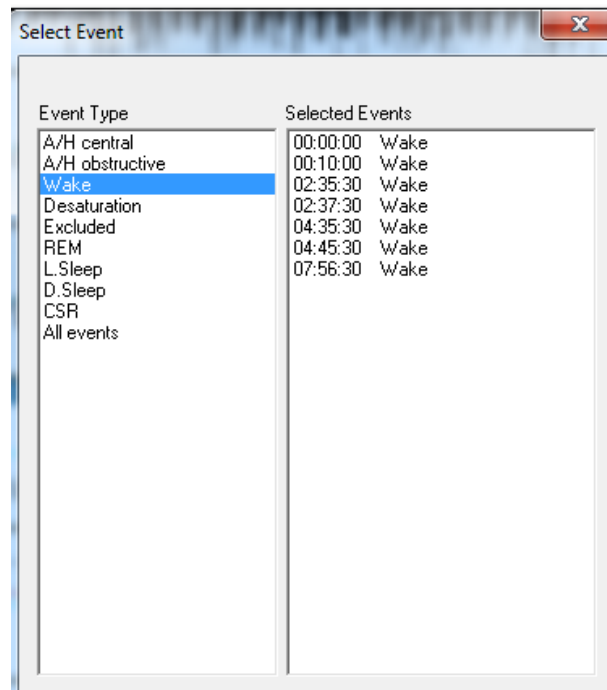 Select Event
Event Type
A/H central
A/H obstructive
Wake
Desaturation
Excluded
REM
L.Sleep
D.Sleep
CSR
All events
Selected Events
00:00:00 Wake
00:10:00 Wake
02:35:30 Wake
02:37:30 Wake
04:35:30 Wake
04:45:30 Wake
07:56:30 Wake